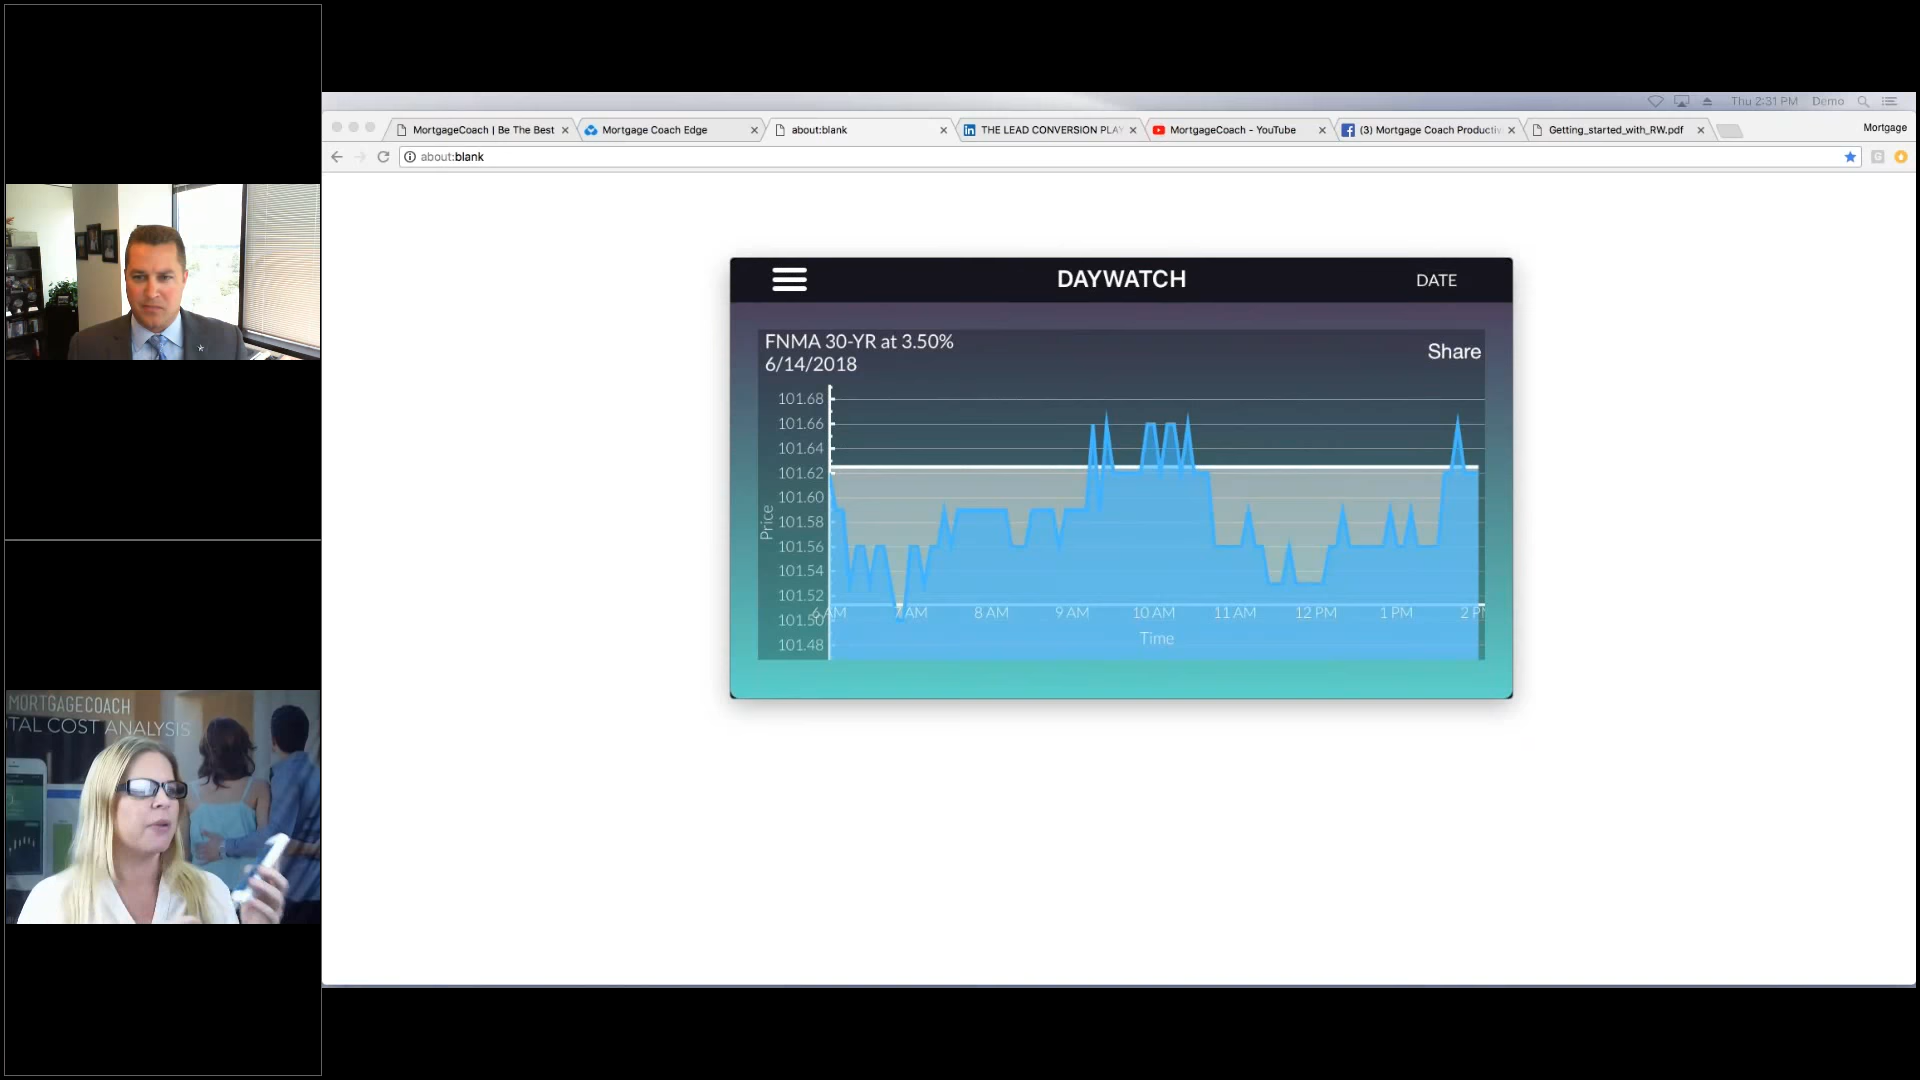 Thu 2:31 PM Demo
MortgageCoach | Be The Best
Mortgage Coach Edge
about:blank
THE LEAD CONVERSION PLA
MortgageCoach - YouTube
(3) Mortgage Coach Productiv
Getting_started_with_RW.pdf
Mortgage
about:blank
DAYWATCH
DATE
FNMA 30-YR at 3.50%
6/14/2018
Share
101.68
101.66
101.64
101.62
101.60
101.58
101.56
101.54
101.52
101.50
101.48
Price
6 AM 7 AM 8 AM 9 AM 10 AM 11 AM 12 PM 1 PM 2 P
Time
MORTGAGECOACH
TAL COST ANALYSIS